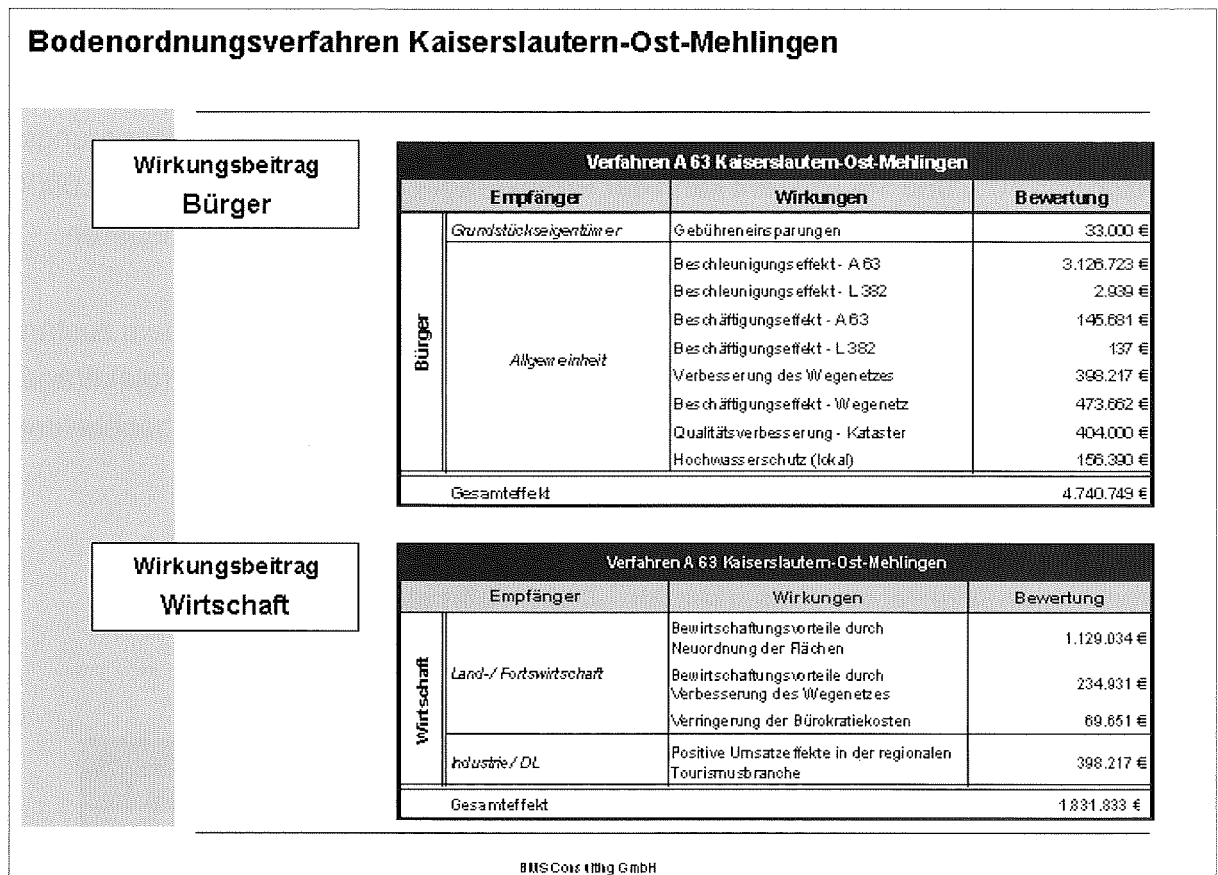 Bodenordnungsverfahren Kaiserslautern-Ost-Mehlingen
Wirkungsbeitrag
Bürger
Verfahren A 63 Kaiserslautern-Ost-Mehlingen
Empfänger Wirkungen Bewertung
Bürger
Grundstückseigentümer Gebühreneinsparungen 33.000 €
Allgemeinheit
Beschleunigungseffekt - A 63 3.126.723 €
Beschleunigungseffekt - L 382 2.939 €
Beschäftigungseffekt - A 63 145.681 €
Beschäftigungseffekt - L 382 137 €
Verbesserung des Wegenetzes 398.217 €
Beschäftigungseffekt - Wegenetz 473.662 €
Qualitätsverbesserung - Kataster 404.000 €
Hochwasserschutz (lokal) 156.390 €
Gesamteffekt 4.740.749 €
Wirkungsbeitrag
Wirtschaft
Verfahren A 63 Kaiserslautern-Ost-Mehlingen
Empfänger Wirkungen Bewertung
Wirtschaft
Land-/ Fortswirtschaft
Bewirtschaftungsvorteile durch
Neuordnung der Flächen 1.129.034 €
Bewirtschaftungsvorteile durch
Verbesserung des Wegenetzes 234.931 €
Verringerung der Bürokratiekosten 69.651 €
Industrie / DL
Positive Umsatzeffekte in der regionalen
Tourismusbranche 398.217 €
Gesamteffekt 1.831.833 €
BMS Consulting GmbH